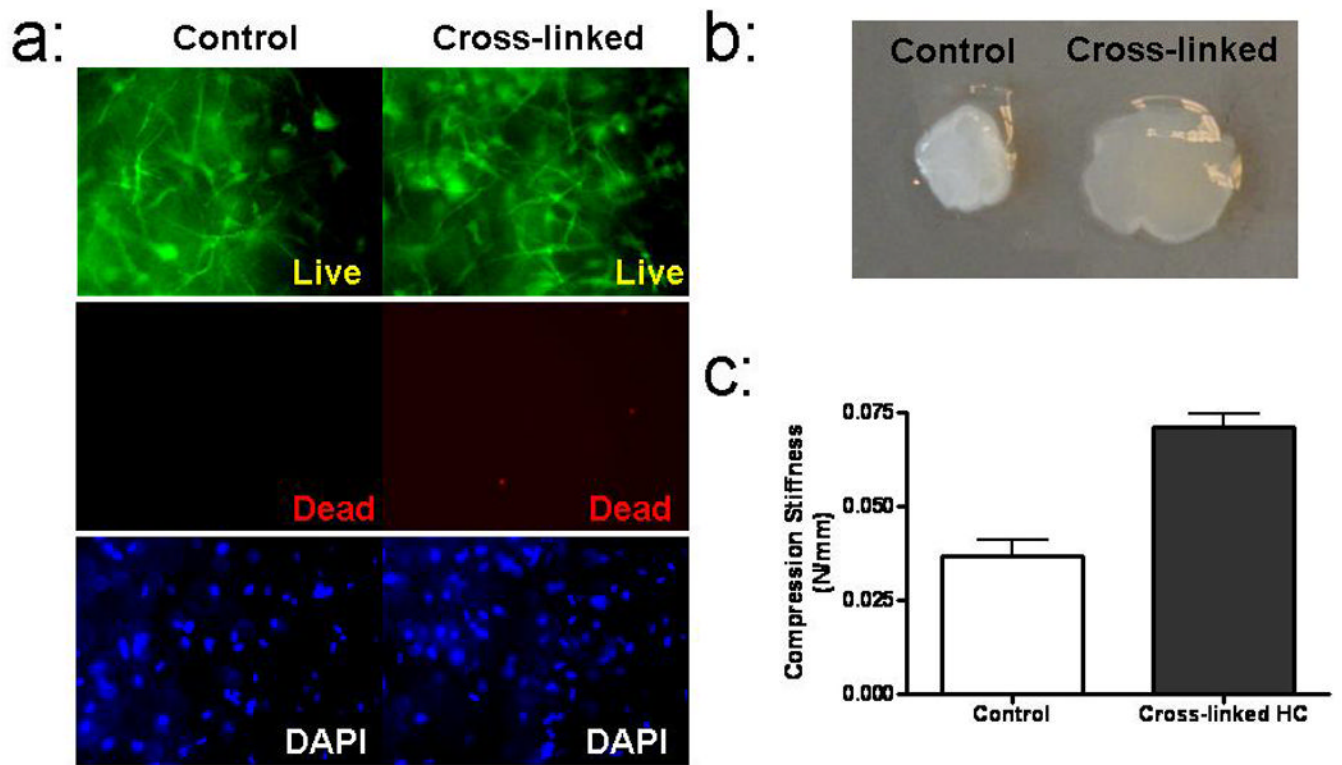 a:
Control Cross-linked
Live Live
Dead Dead
DAPI DAPI
b:
Control Cross-linked
c:
Compression Stiffness
(N/mm)
0.075
0.050
0.025
0.000
Control Cross-linked HC